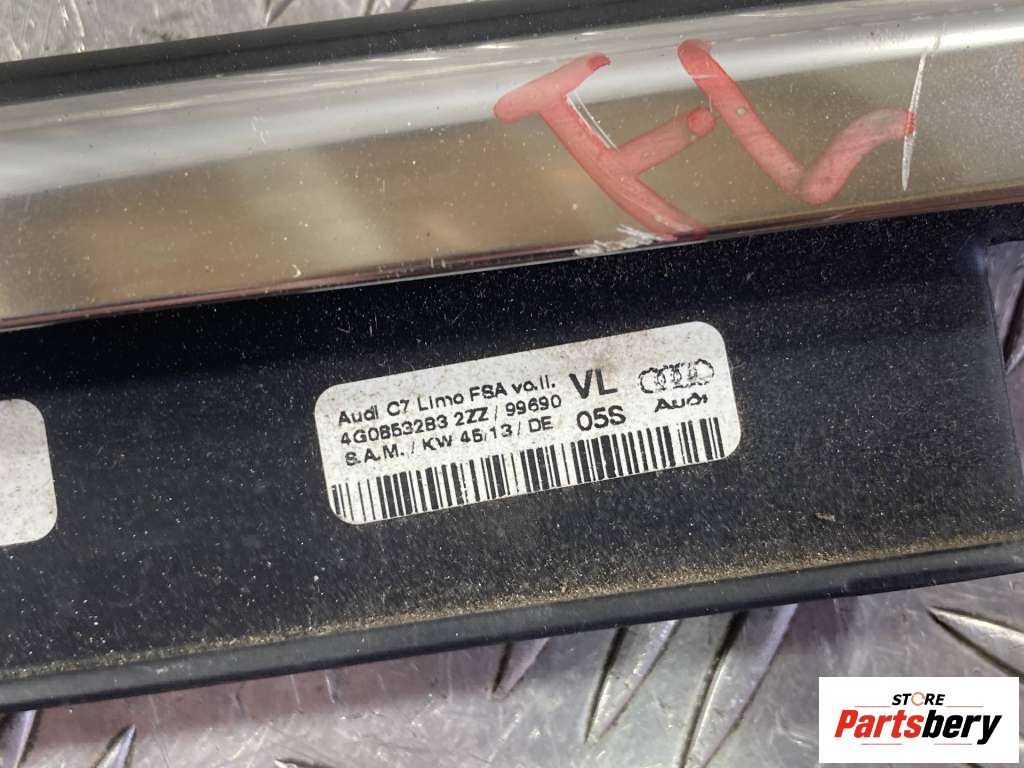 FL
Audi C7 Limo FSA vo.li. VL
4G0853283 2ZZ / 99690
S.A.M. / KW 45/13 / DE 05S
Audi
STORE
Partsbery